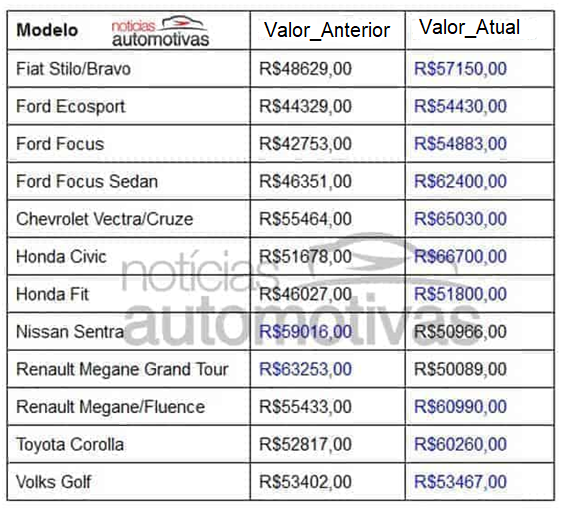 Modelo notícias automotivas Valor_Anterior Valor_Atual
Fiat Stilo/Bravo R$48629,00 R$57150,00
Ford Ecosport R$44329,00 R$54430,00
Ford Focus R$42753,00 R$54883,00
Ford Focus Sedan R$46351,00 R$62400,00
Chevrolet Vectra/Cruze R$55464,00 R$65030,00
Honda Civic R$51678,00 R$66700,00
notícias
Honda Fit R$46027,00 R$51800,00
automotivas
Nissan Sentra R$59016,00 R$50966,00
Renault Megane Grand Tour R$63253,00 R$50089,00
Renault Megane/Fluence R$55433,00 R$60990,00
Toyota Corolla R$52817,00 R$60260,00
Volks Golf R$53402,00 R$53467,00